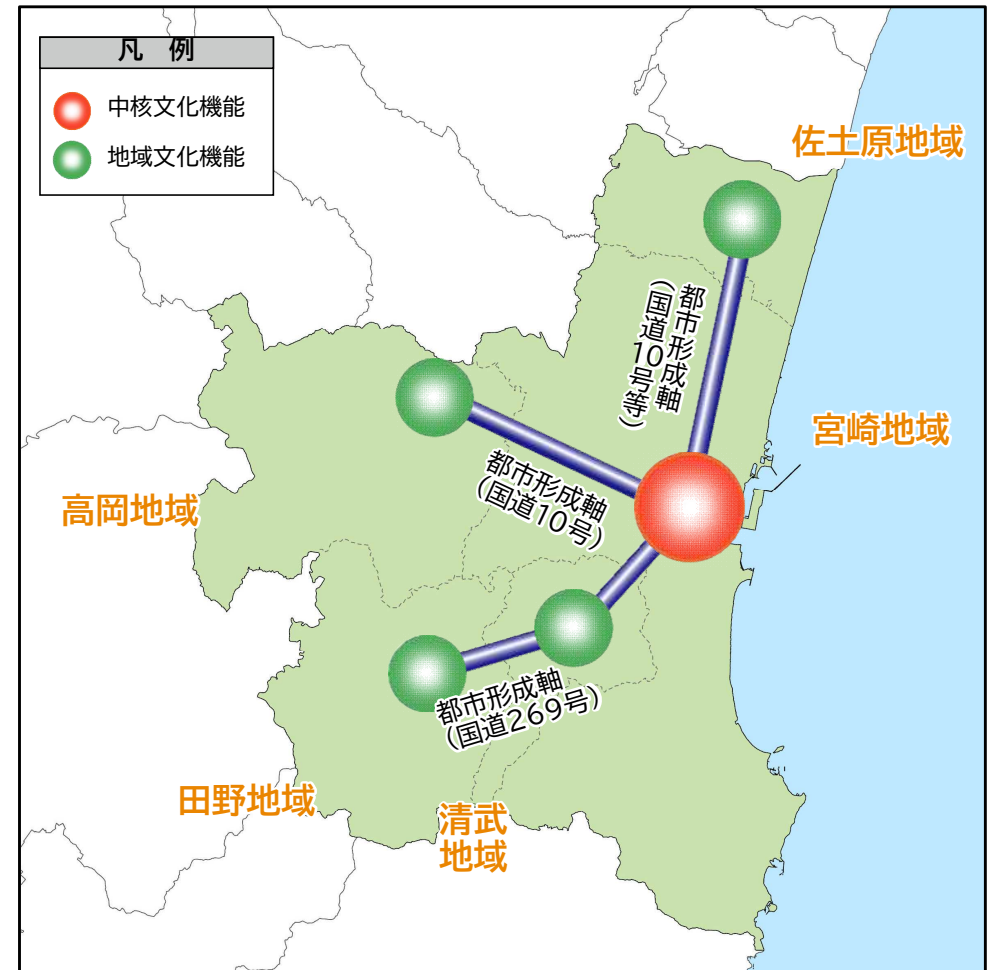 凡 例
中核文化機能
地域文化機能
佐土原地域
都市形成軸
(国道10号等)
宮崎地域
都市形成軸
(国道10号)
高岡地域
都市形成軸
(国道269号)
田野地域
清武
地域